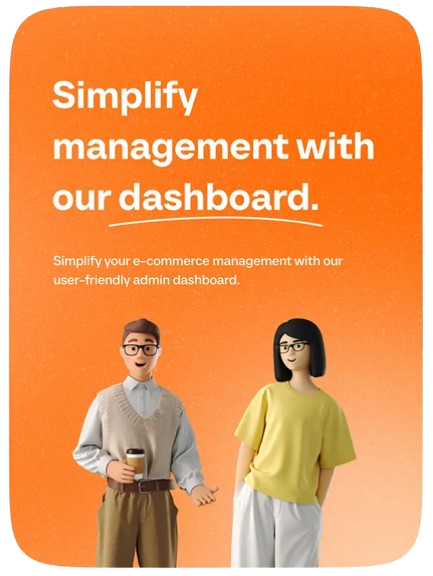 Simplify
management with
our dashboard.
Simplify your e-commerce management with our
user-friendly admin dashboard.